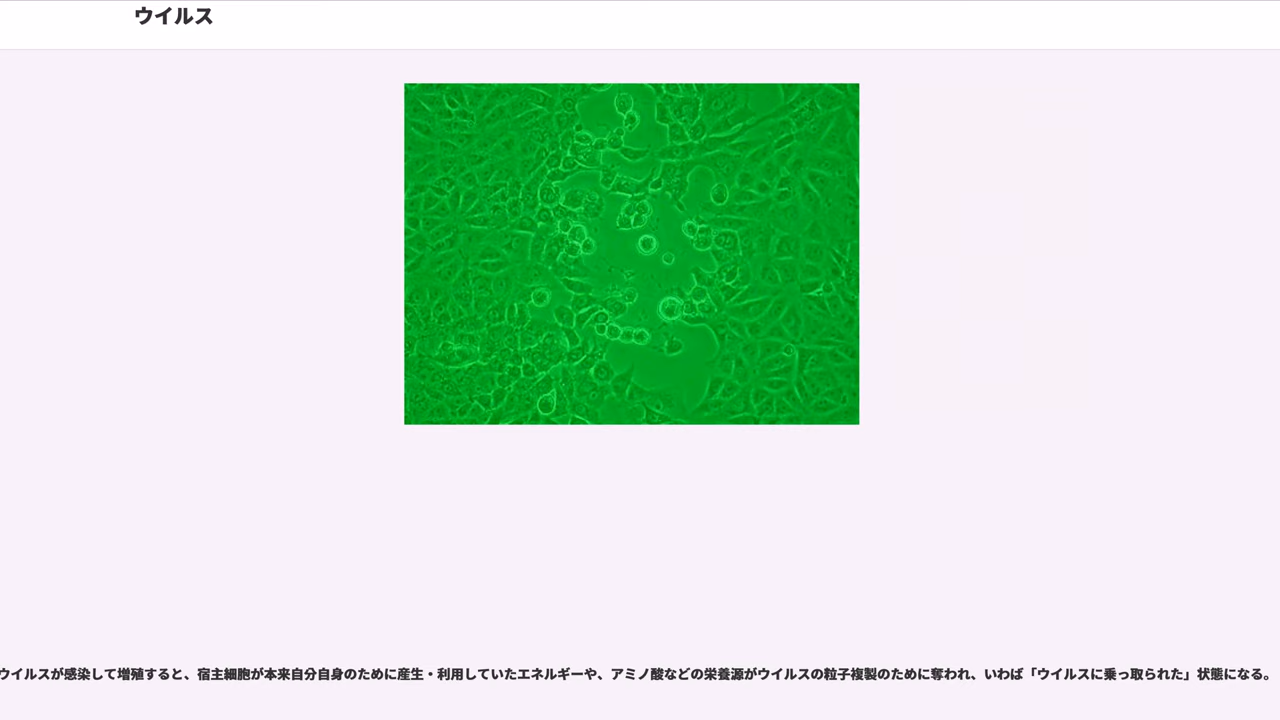 ウイルス
ウイルスが感染して増殖すると、宿主細胞が本来自分自身のために産生・利用していたエネルギーや、アミノ酸などの栄養源がウイルスの粒子複製のために奪われ、いわば「ウイルスに乗っ取られた」状態になる。